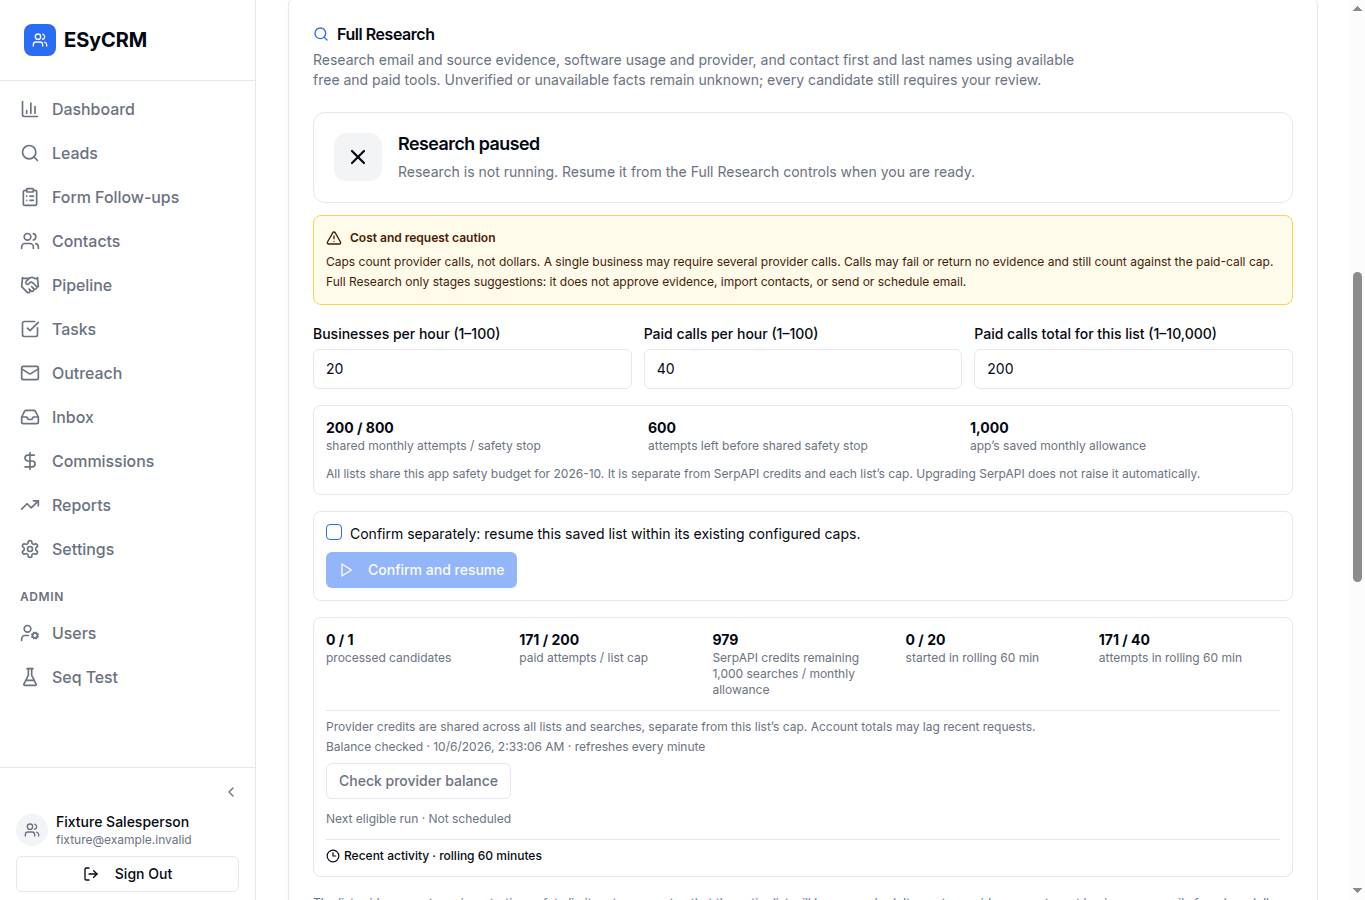 ESyCRM
Dashboard
Leads
Form Follow-ups
Contacts
Pipeline
Tasks
Outreach
Inbox
Commissions
Reports
Settings
ADMIN
Users
Seq Test
Fixture Salesperson
fixture@example.invalid
Sign Out
Full Research
Research email and source evidence, software usage and provider, and contact first and last names using available
free and paid tools. Unverified or unavailable facts remain unknown; every candidate still requires your review.
Research paused
Research is not running. Resume it from the Full Research controls when you are ready.
Cost and request caution
Caps count provider calls, not dollars. A single business may require several provider calls. Calls may fail or return no evidence and still count against the paid-call cap.
Full Research only stages suggestions: it does not approve evidence, import contacts, or send or schedule email.
Businesses per hour (1–100)
20
Paid calls per hour (1–100)
40
Paid calls total for this list (1–10,000)
200
200 / 800
shared monthly attempts / safety stop
600
attempts left before shared safety stop
1,000
app’s saved monthly allowance
All lists share this app safety budget for 2026-10. It is separate from SerpAPI credits and each list’s cap. Upgrading SerpAPI does not raise it automatically.
Confirm separately: resume this saved list within its existing configured caps.
Confirm and resume
0 / 1
processed candidates
171 / 200
paid attempts / list cap
979
SerpAPI credits remaining
1,000 searches / monthly
allowance
0 / 20
started in rolling 60 min
171 / 40
attempts in rolling 60 min
Provider credits are shared across all lists and searches, separate from this list’s cap. Account totals may lag recent requests.
Balance checked · 10/6/2026, 2:33:06 AM · refreshes every minute
Check provider balance
Next eligible run · Not scheduled
Recent activity · rolling 60 minutes